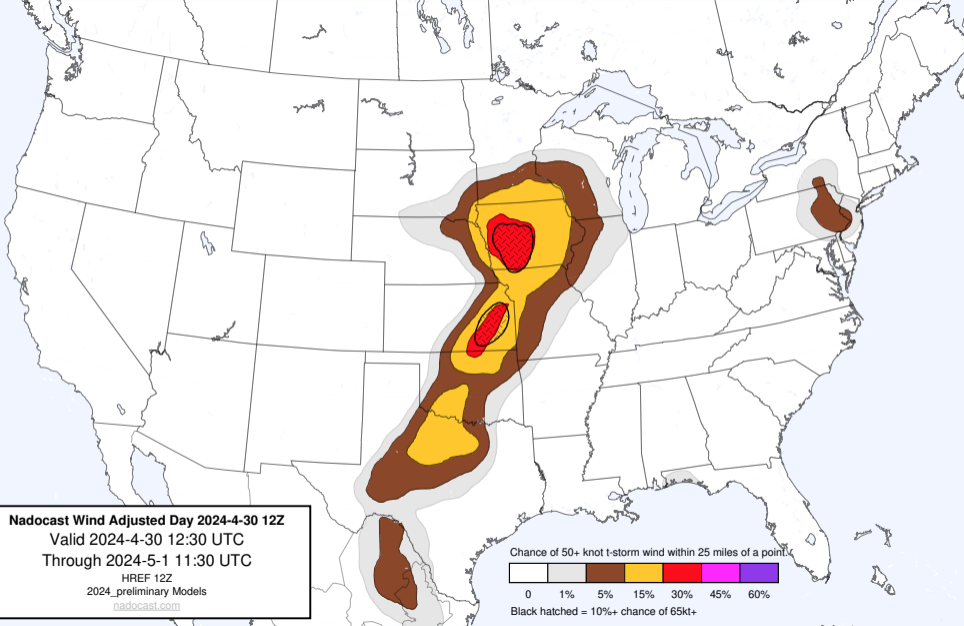 Nadocast Wind Adjusted Day 2024-4-30 12Z
Valid 2024-4-30 12:30 UTC
Through 2024-5-1 11:30 UTC
HREF 12Z
2024_preliminary Models
nadocast.com
Chance of 50+ knot t-storm wind within 25 miles of a point.
0 1% 5% 15% 30% 45% 60%
Black hatched = 10%+ chance of 65kt+